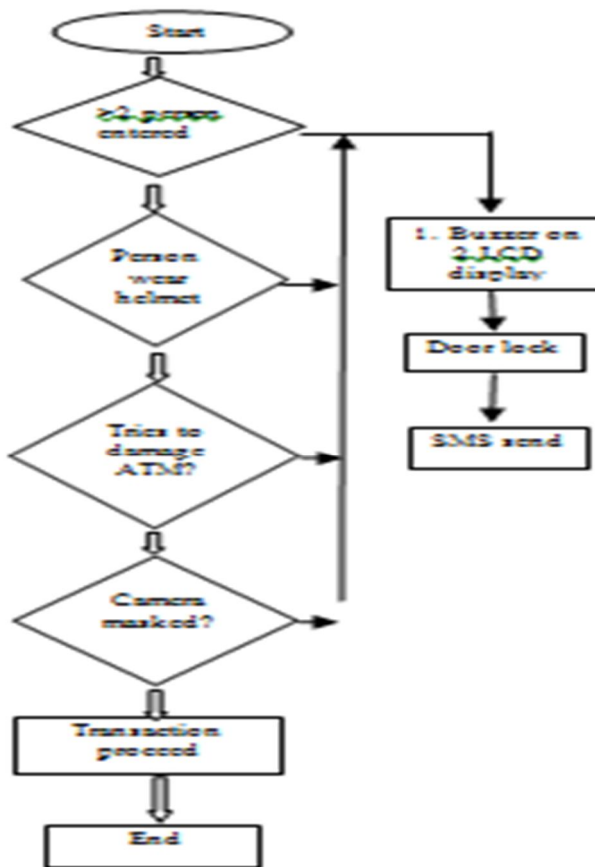 Start
≥2 person
entered
Person
wear
helmet
Tries to
damage
ATM?
Camera
masked?
Transaction
proceed
End
1. Buzzer on
2.LCD
display
Door lock
SMS send